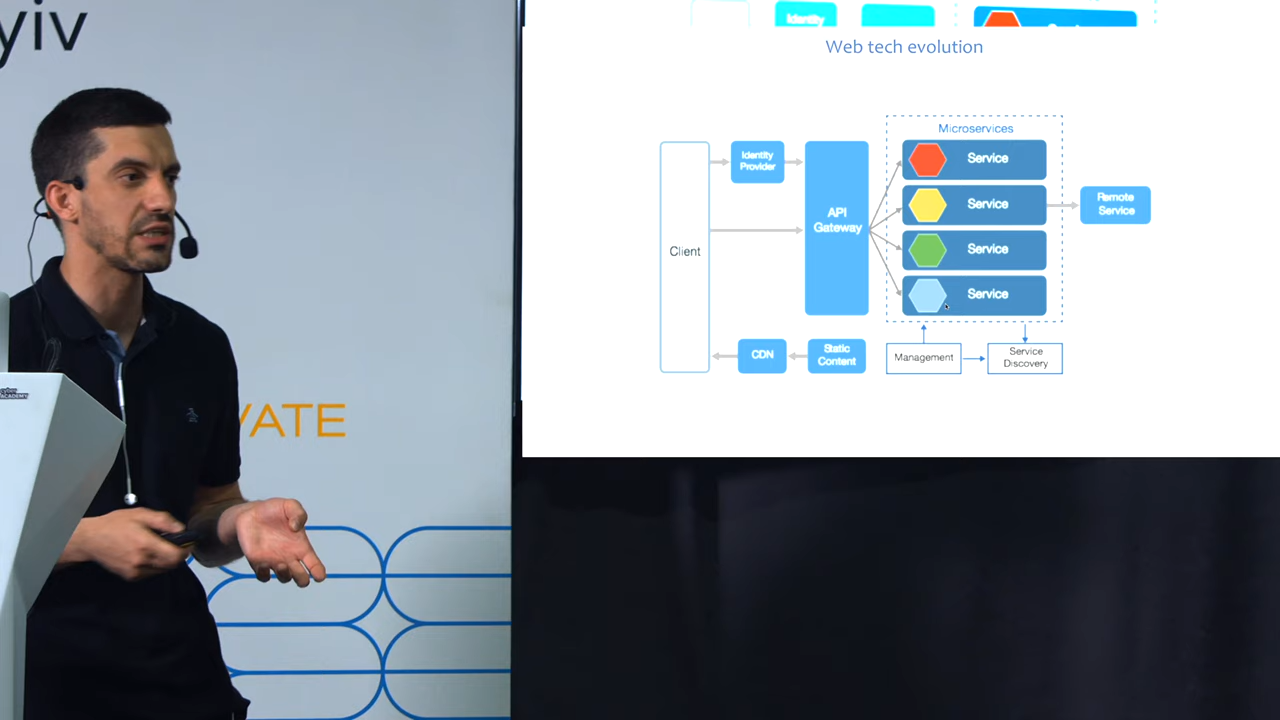 yiv
VATE
ACADEMY
Identity
Web tech evolution
Microservices
Identity
Provider
Client
API
Gateway
Service
Service
Service
Service
Remote
Service
CDN
Static
Content
Management
Service
Discovery